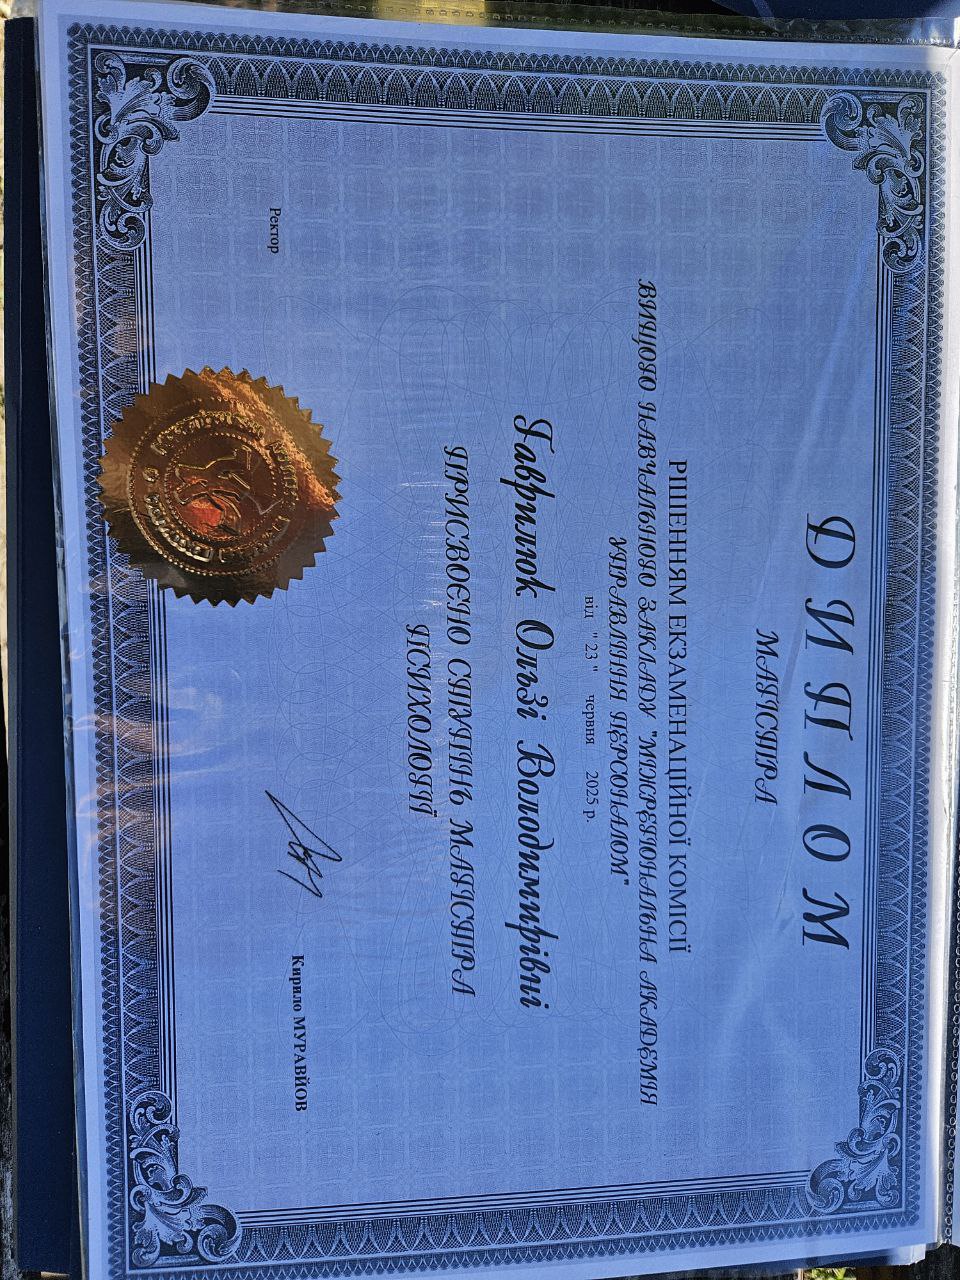 ДИПЛОМ
МАГІСТРА
РІШЕННЯМ ЕКЗАМЕНАЦІЙНОЇ КОМІСІЇ
ВИЩОГО НАВЧАЛЬНОГО ЗАКЛАДУ "МІЖРЕГІОНАЛЬНА АКАДЕМІЯ
УПРАВЛІННЯ ПЕРСОНАЛОМ"
від "23" червня 2025 р.
Гаврилюк Ользі Володимирівні
ПРИСВОЄНО СТУПІНЬ МАГІСТРА
ПСИХОЛОГІЇ
Ректор
Кирило МУРАВЙОВ